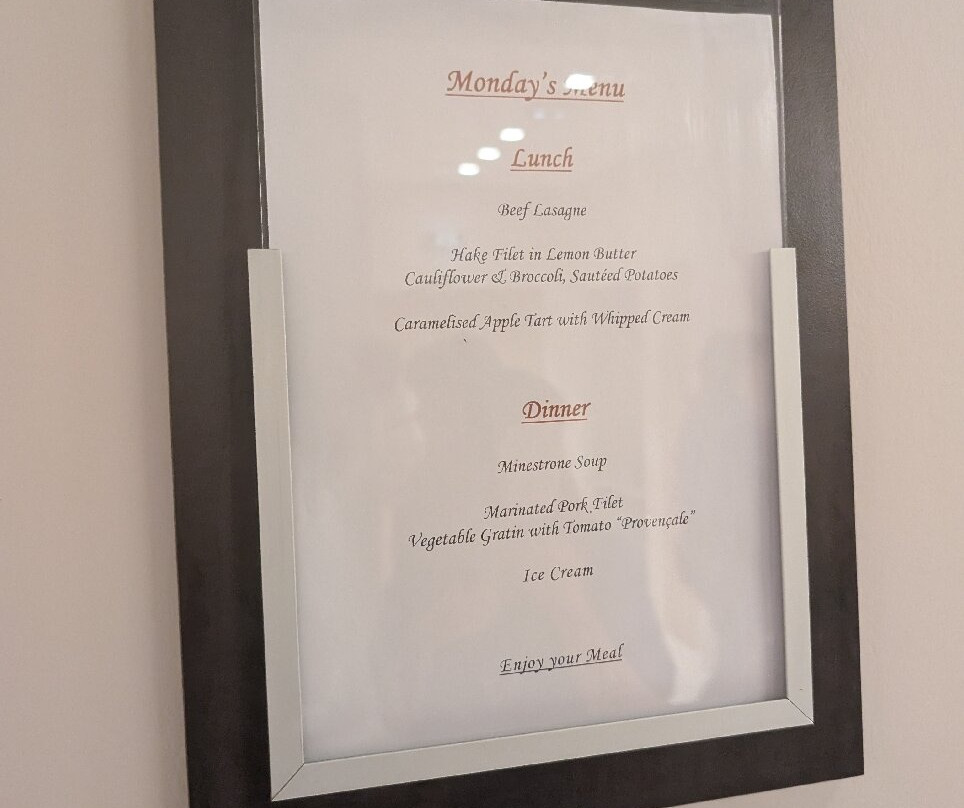 Monday's Menu
Lunch
Beef Lasagne
Hake Filet in Lemon Butter
Cauliflower & Broccoli, Sautéed Potatoes
Caramelised Apple Tart with Whipped Cream
Dinner
Minestrone Soup
Marinated Pork Filet
Vegetable Gratin with Tomato “Provençale”
Ice Cream
Enjoy your Meal